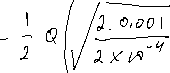 - 1/2 Q (√(2.0.001 / 2×10⁻⁴